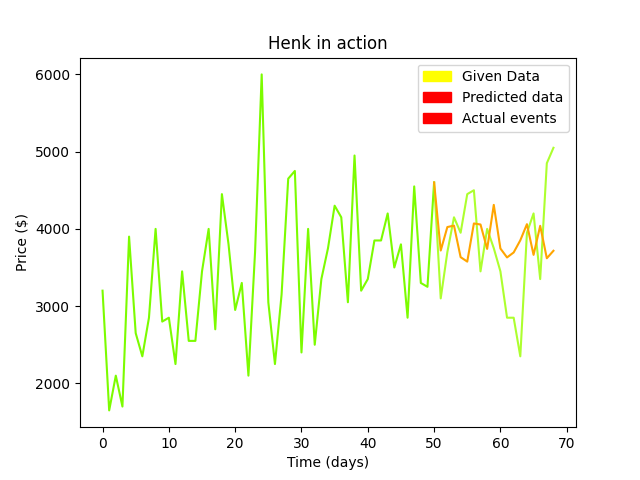 Henk in action
Given Data
Predicted data
Actual events
6000
5000
4000
3000
2000
Price ($)
0 10 20 30 40 50 60 70
Time (days)